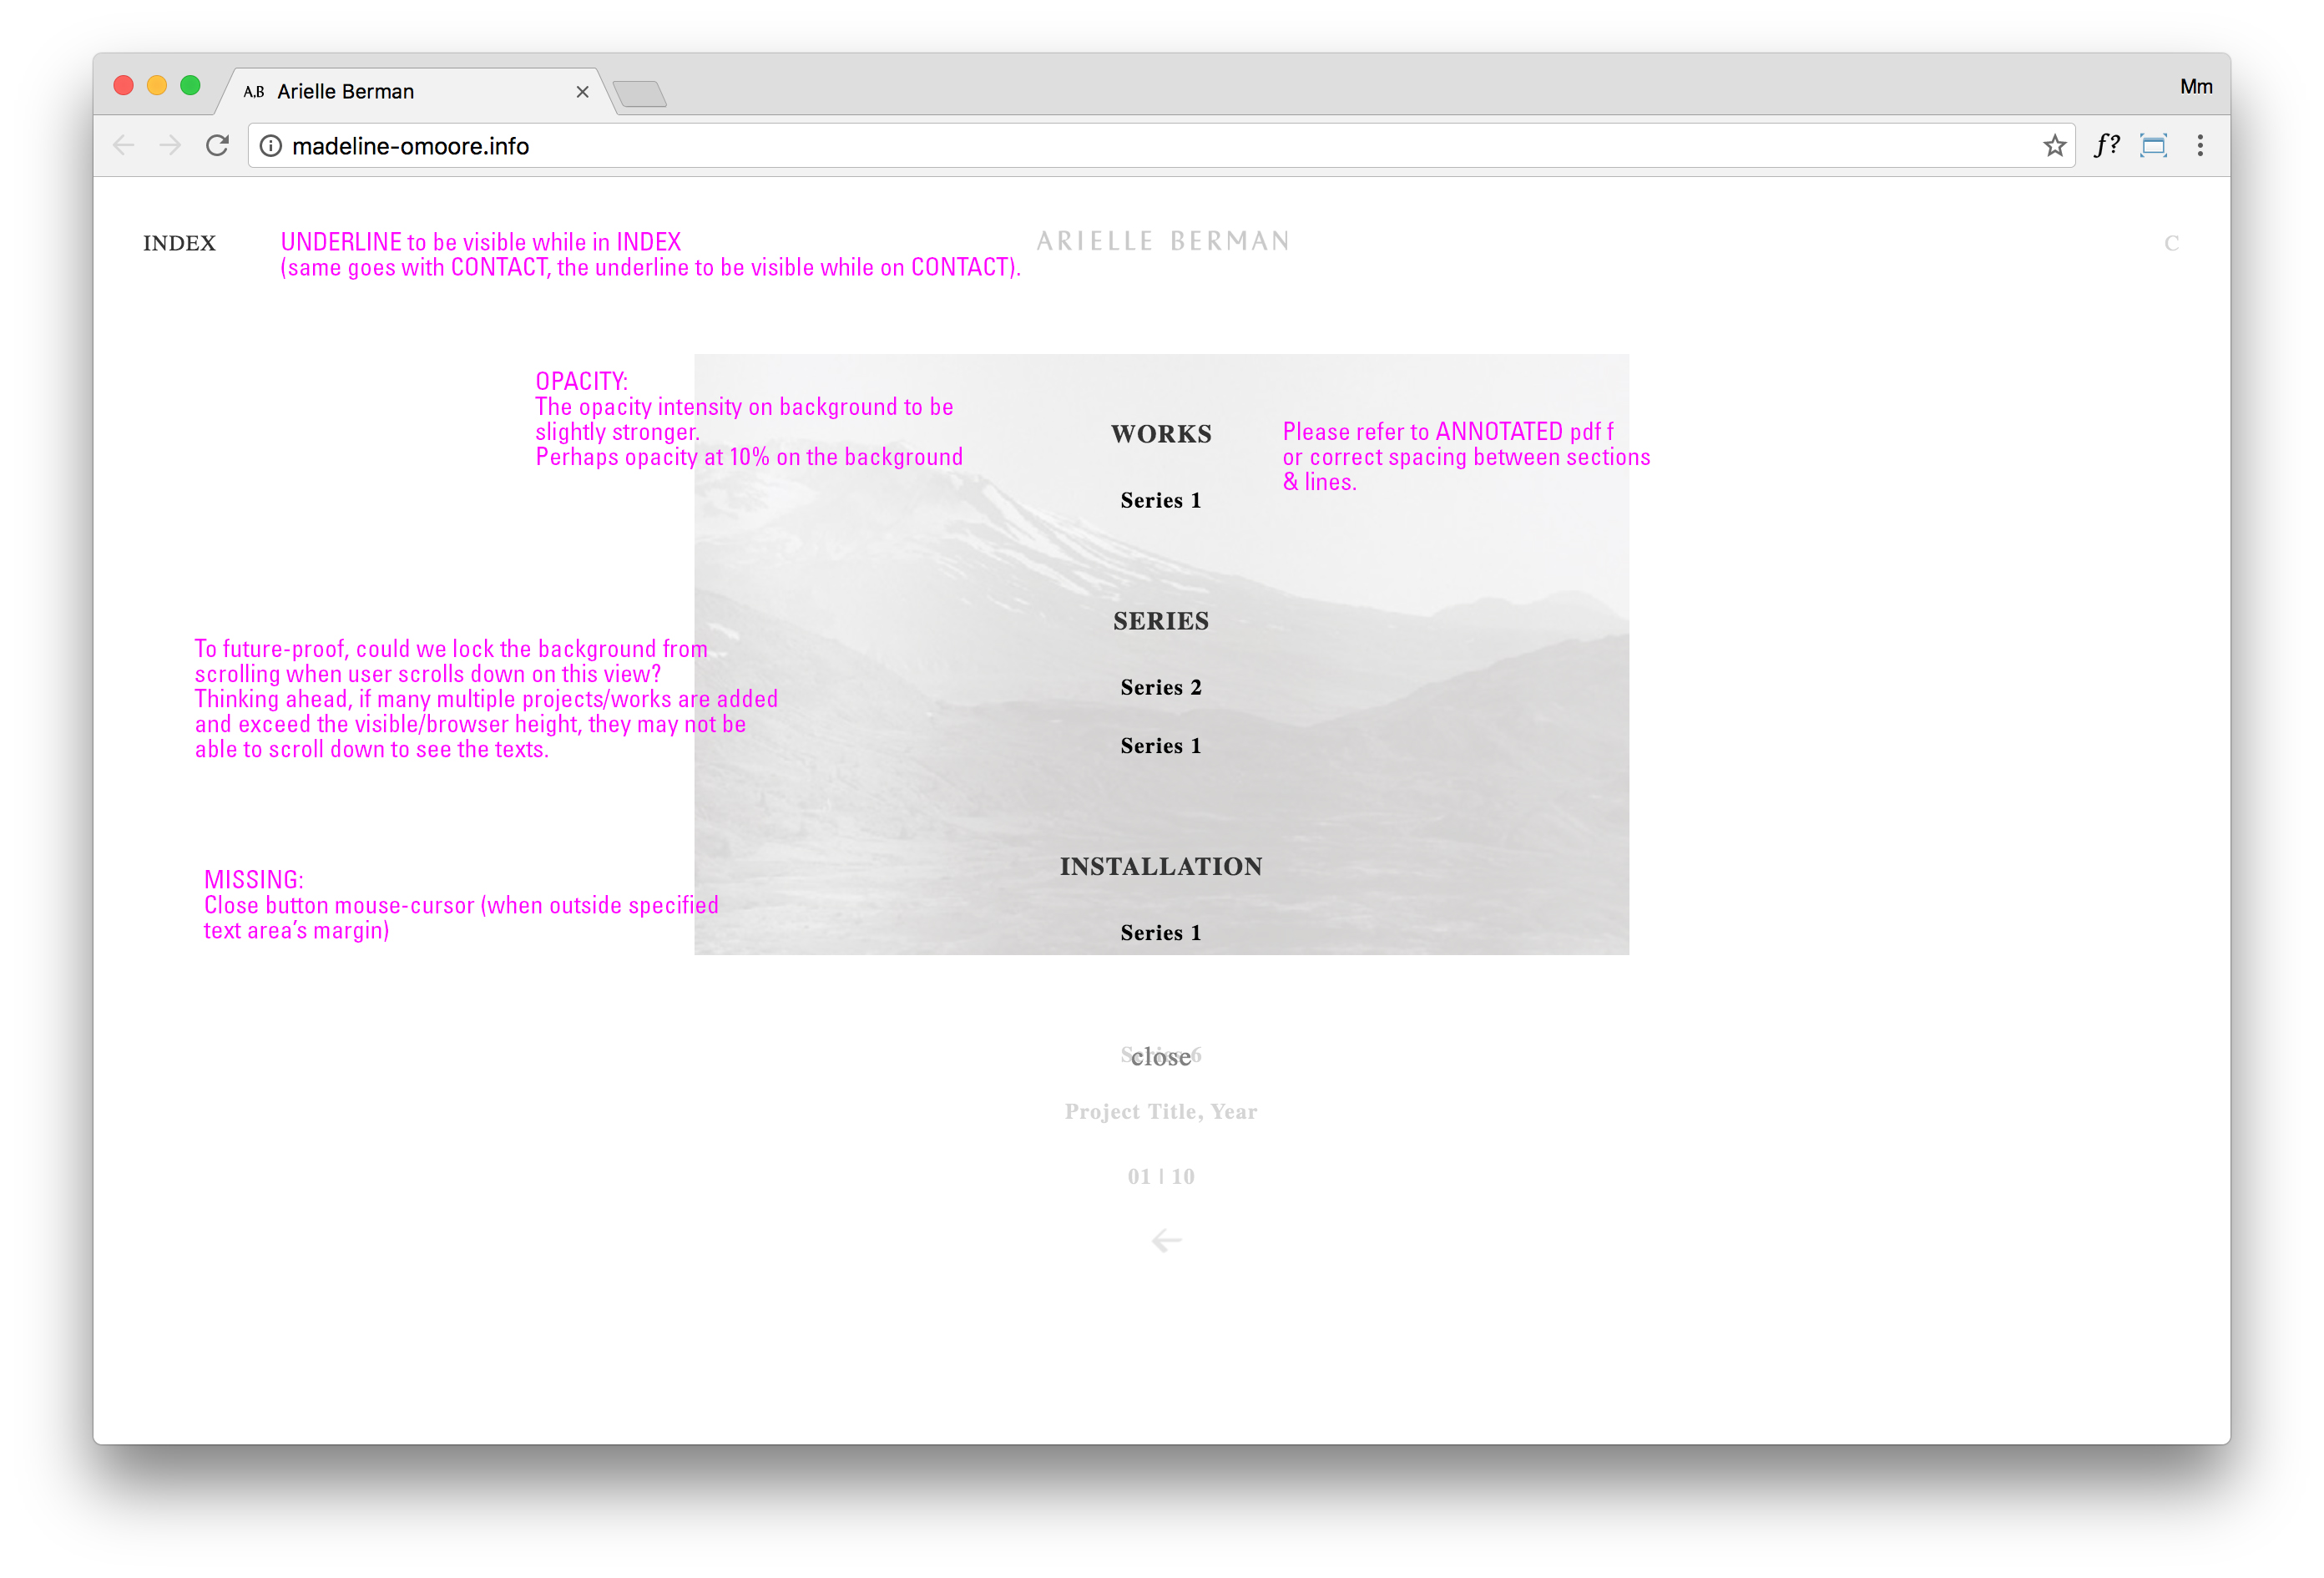 A,B Arielle Berman
Mm
madeline-omoore.info
f?
INDEX
UNDERLINE to be visible while in INDEX
(same goes with CONTACT, the underline to be visible while on CONTACT).
ARIELLE BERMAN
C
OPACITY:
The opacity intensity on background to be
slightly stronger.
Perhaps opacity at 10% on the background
WORKS
Please refer to ANNOTATED pdf f
or correct spacing between sections
& lines.
Series 1
SERIES
To future-proof, could we lock the background from
scrolling when user scrolls down on this view?
Thinking ahead, if many multiple projects/works are added
and exceed the visible/browser height, they may not be
able to scroll down to see the texts.
Series 2
Series 1
INSTALLATION
MISSING:
Close button mouse-cursor (when outside specified
text area’s margin)
Series 1
Series 6
close
Project Title, Year
01 | 10